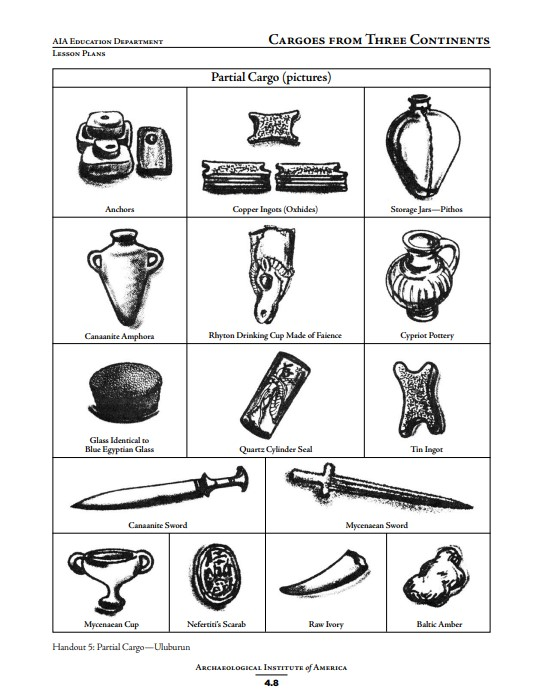 AIA Education Department
Cargoes from Three Continents
Lesson Plans
Partial Cargo (pictures)
Anchors
Copper Ingots (Oxhides)
Storage Jars—Pithos
Canaanite Amphora
Rhyton Drinking Cup Made of Faience
Cypriot Pottery
Glass Identical to
Blue Egyptian Glass
Quartz Cylinder Seal
Tin Ingot
Canaanite Sword
Mycenaean Sword
Mycenaean Cup
Nefertiti's Scarab
Raw Ivory
Baltic Amber
Handout 5: Partial Cargo—Uluburun
Archaeological Institute of America
4.8